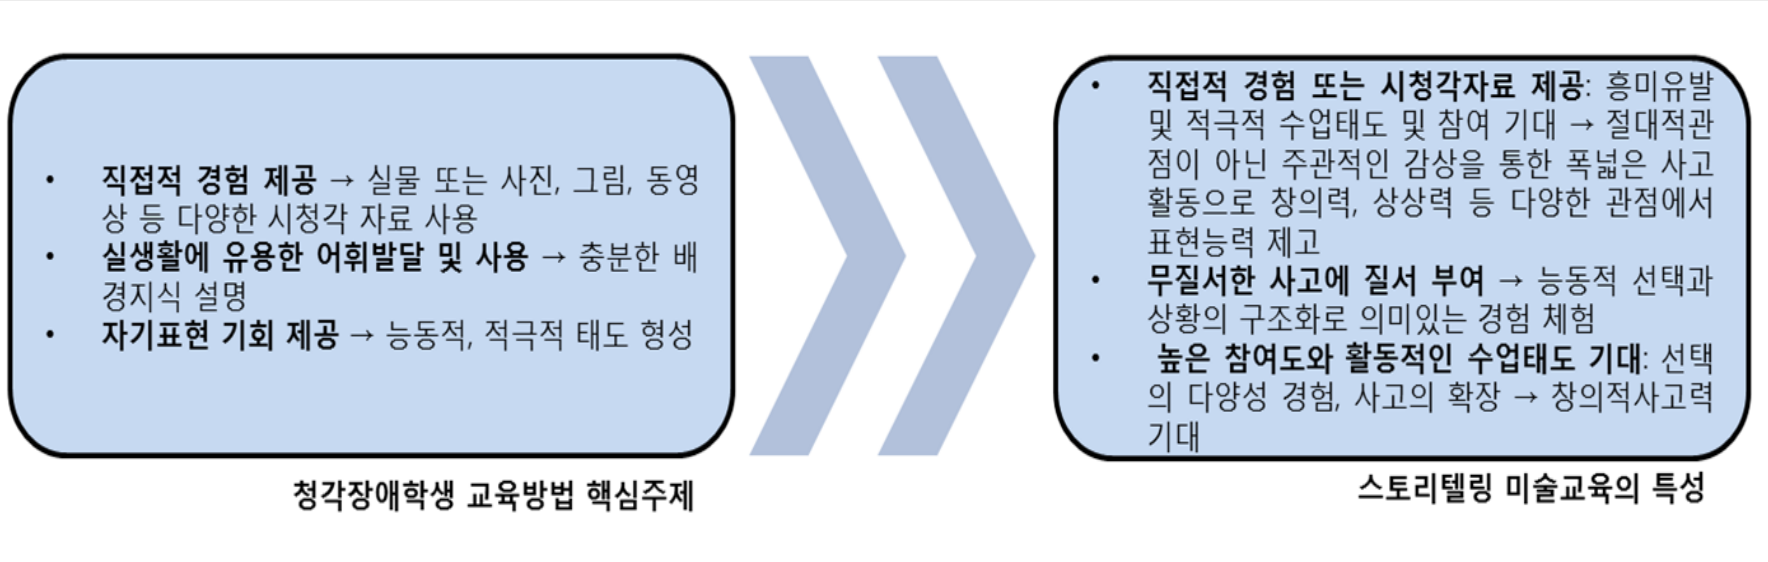 • 직접적 경험 제공 → 실물 또는 사진, 그림, 동영
상 등 다양한 시청각 자료 사용
• 실생활에 유용한 어휘발달 및 사용 → 충분한 배
경지식 설명
• 자기표현 기회 제공 → 능동적, 적극적 태도 형성
청각장애학생 교육방법 핵심주제
• 직접적 경험 또는 시청각자료 제공: 흥미유발
및 적극적 수업태도 및 참여 기대 → 절대적관
점이 아닌 주관적인 감상을 통한 폭넓은 사고
활동으로 창의력, 상상력 등 다양한 관점에서
표현능력 제고
• 무질서한 사고에 질서 부여 → 능동적 선택과
상황의 구조화로 의미있는 경험 체험
• 높은 참여도와 활동적인 수업태도 기대: 선택
의 다양성 경험, 사고의 확장 → 창의적사고력
기대
스토리텔링 미술교육의 특성